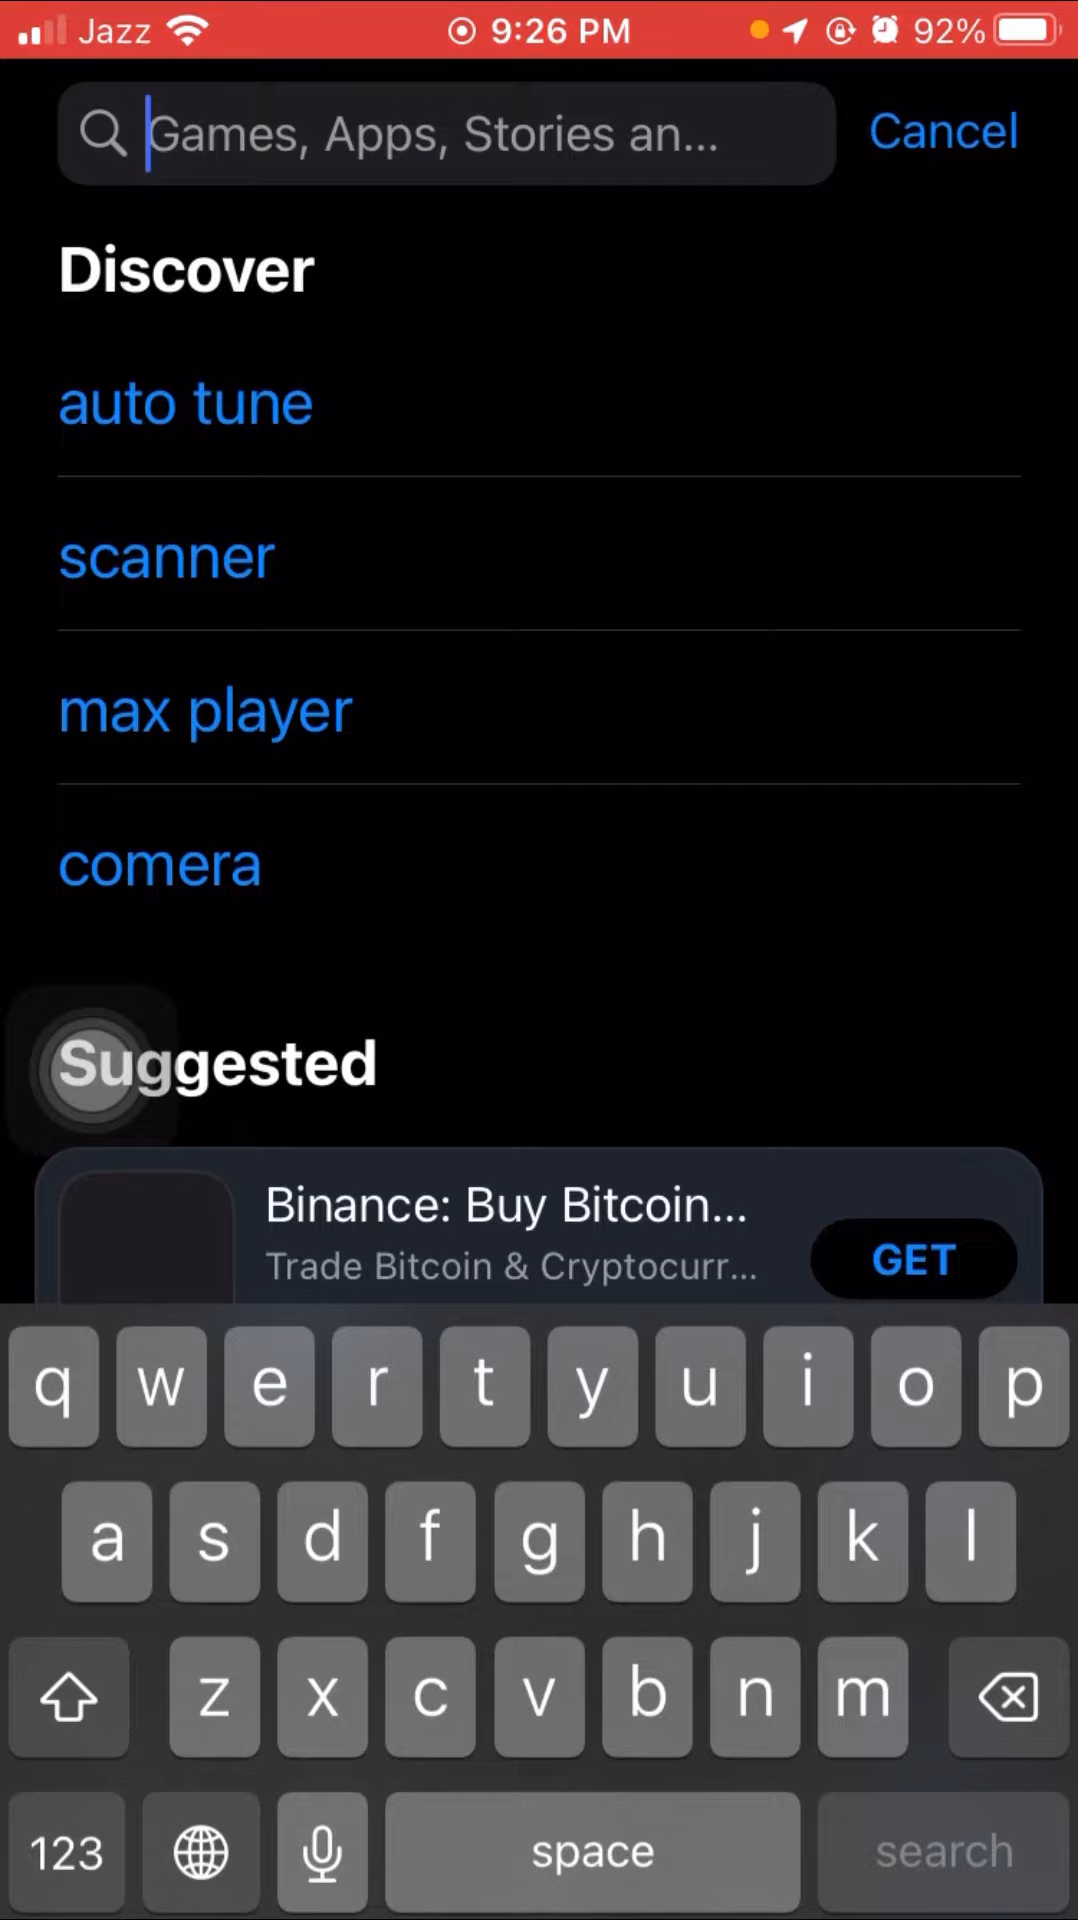 Jazz 9:26 PM 92%
Games, Apps, Stories an... Cancel
Discover
auto tune
scanner
max player
comera
Suggested
Binance: Buy Bitcoin...
Trade Bitcoin & Cryptocurr...
GET
q w e r t y u i o p
a s d f g h j k l
z x c v b n m
123 space search